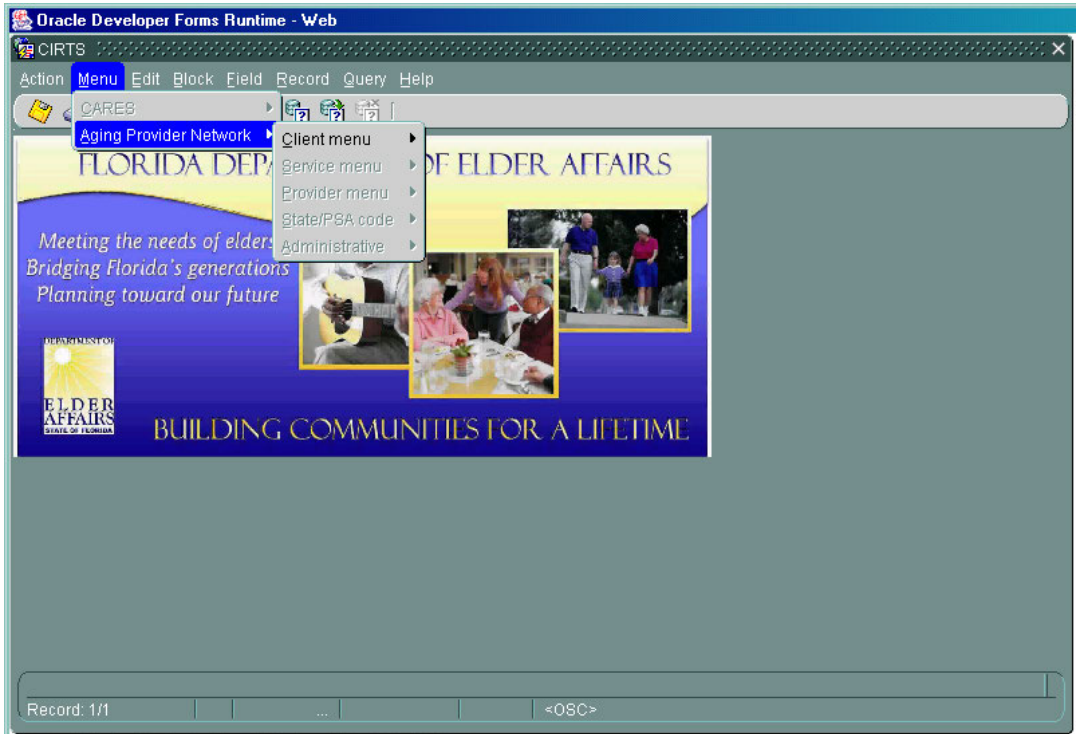 Oracle Developer Forms Runtime - Web
CIRTS
Action Menu Edit Block Field Record Query Help
CARES
Aging Provider Network
Client menu
Service menu
Provider menu
State/PSA code
Administrative
FLORIDA DEPA OF ELDER AFFAIRS
Meeting the needs of elders
Bridging Florida's generations
Planning toward our future
DEPARTMENT OF
ELDER
AFFAIRS
STATE OF FLORIDA
BUILDING COMMUNITIES FOR A LIFETIME
Record: 1/1 ... <OSC>